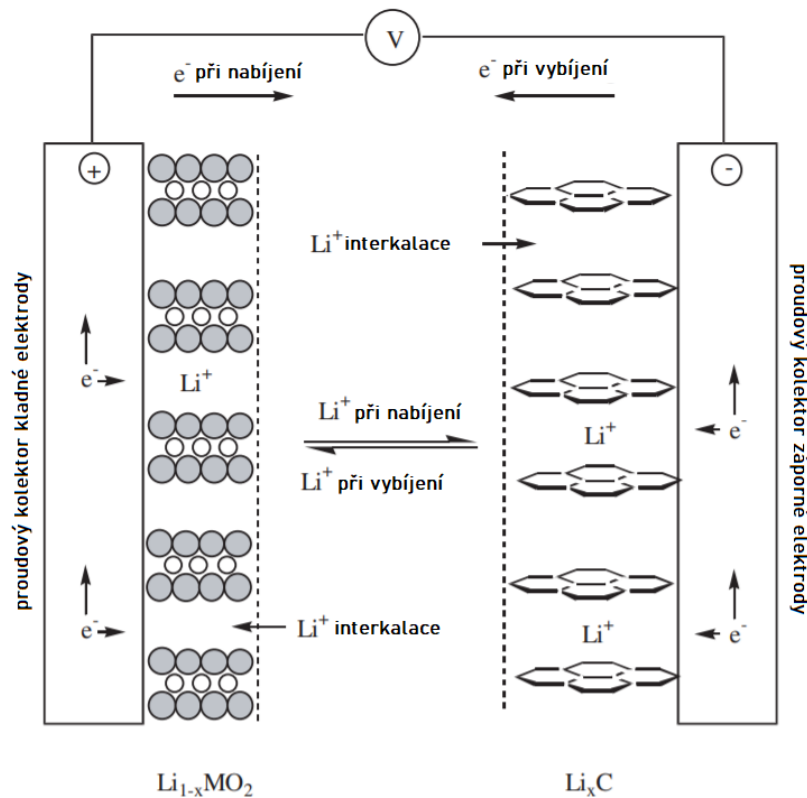 V
e⁻ při nabíjení
e⁻ při vybíjení
+
-
proudový kolektor kladné elektrody
proudový kolektor záporné elektrody
Li⁺ interkalace
e⁻
Li⁺
Li⁺ při nabíjení
Li⁺ při vybíjení
Li⁺
e⁻
e⁻
Li⁺ interkalace
Li⁺
e⁻
Li₁₋ₓMO₂
LiₓC